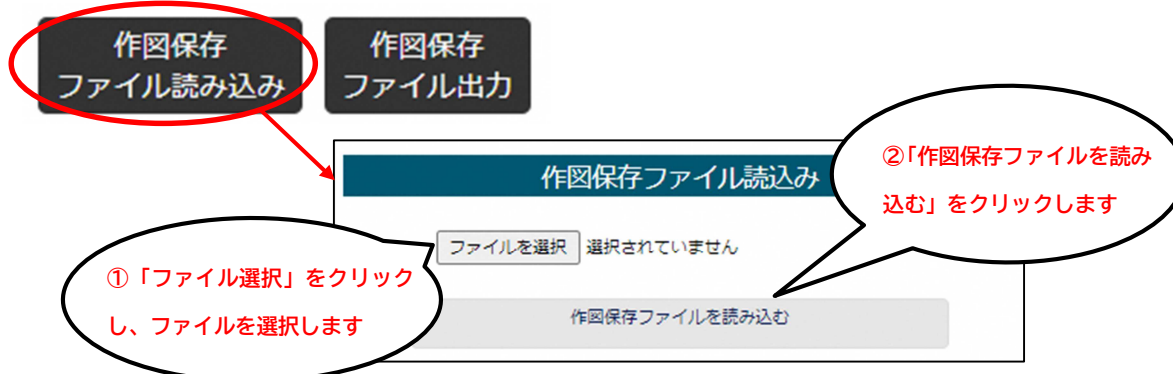 作図保存
ファイル読み込み
作図保存
ファイル出力
作図保存ファイル読込み
②「作図保存ファイルを読み
込む」をクリックします
ファイルを選択 選択されていません
①「ファイル選択」をクリック
し、ファイルを選択します
作図保存ファイルを読み込む